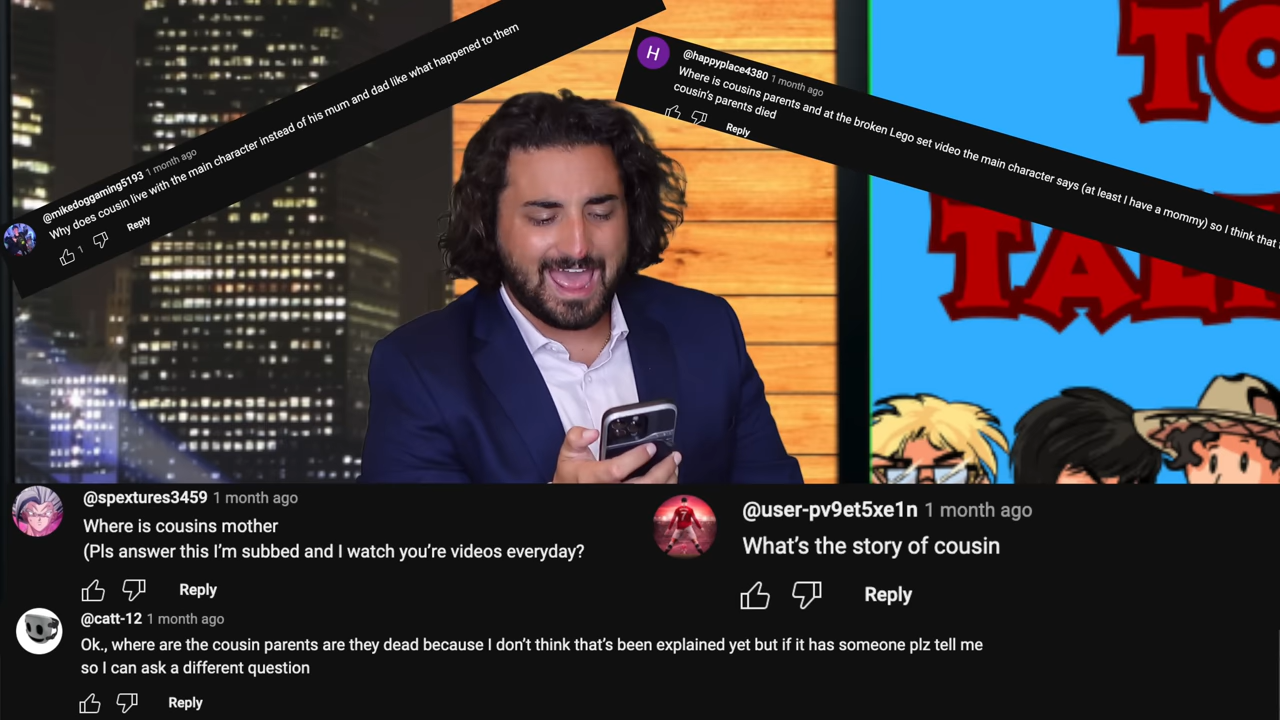 @mikedoggaming5193 1 month ago
Why does cousin live with the main character instead of his mum and dad like what happened to them
1
Reply
H
@happyplace4380 1 month ago
Where is cousins parents and at the broken Lego set video the main character says (at least I have a mommy) so I think that
cousin's parents died
Reply
TO
TAL
@spextures3459 1 month ago
Where is cousins mother
(Pls answer this I'm subbed and I watch you're videos everyday?
Reply
@user-pv9et5xe1n 1 month ago
What's the story of cousin
Reply
@catt-12 1 month ago
Ok., where are the cousin parents are they dead because I don't think that's been explained yet but if it has someone plz tell me
so I can ask a different question
Reply